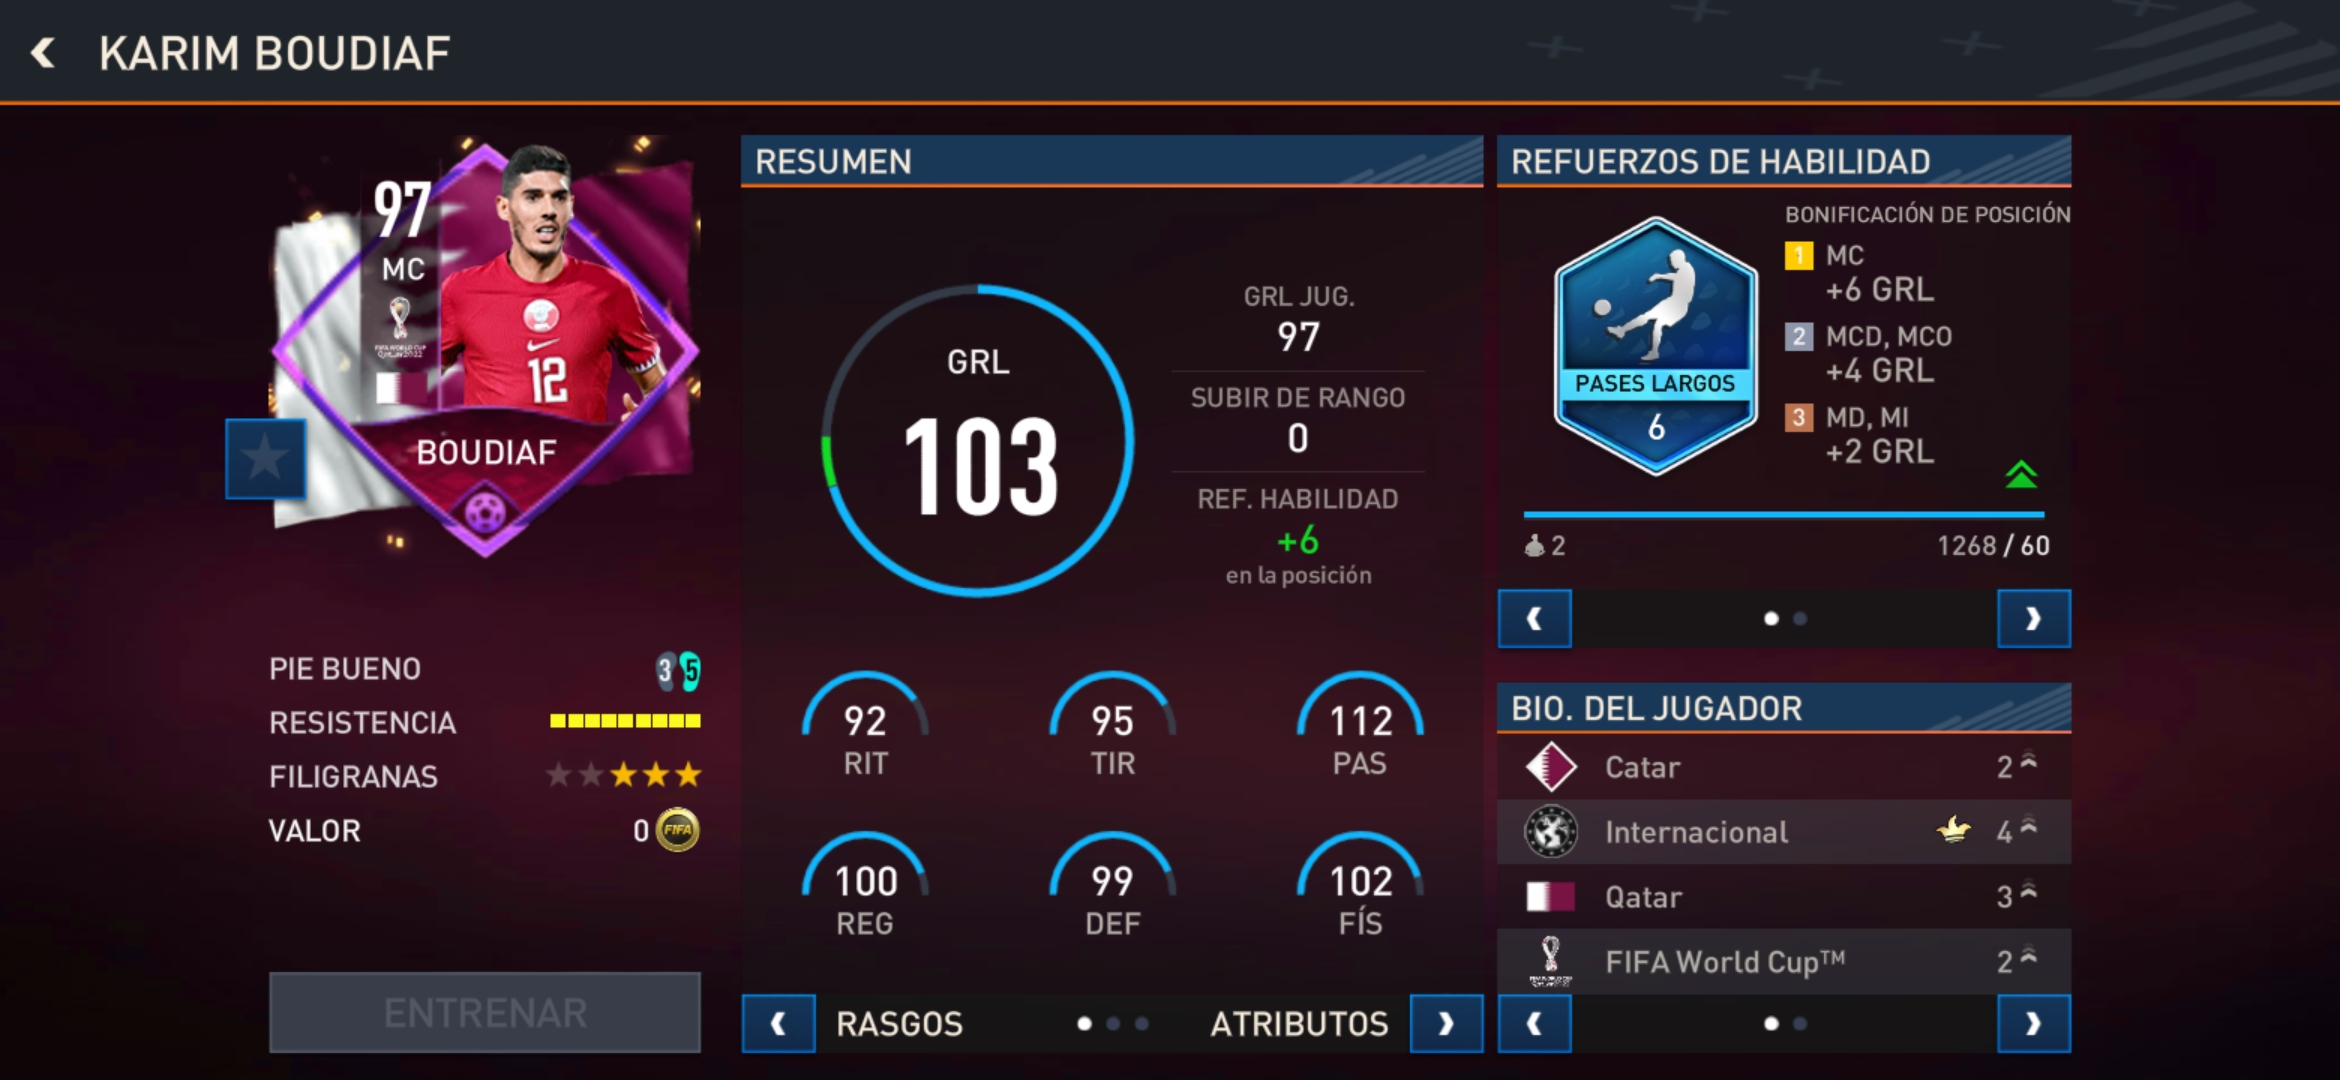 KARIM BOUDIAF
97
MC
FIFA WORLD CUP
Qatar2022
12
BOUDIAF
PIE BUENO 3 5
RESISTENCIA
FILIGRANAS
VALOR 0 FIFA
ENTRENAR
RESUMEN
GRL
103
GRL JUG.
97
SUBIR DE RANGO
0
REF. HABILIDAD
+6
en la posición
92 95 112
RIT TIR PAS
100 99 102
REG DEF FÍS
RASGOS ATRIBUTOS
REFUERZOS DE HABILIDAD
PASES LARGOS
6
BONIFICACIÓN DE POSICIÓN
1 MC
+6 GRL
2 MCD, MCO
+4 GRL
3 MD, MI
+2 GRL
2 1268 / 60
BIO. DEL JUGADOR
Catar 2
Internacional 4
Qatar 3
FIFA World Cup™ 2